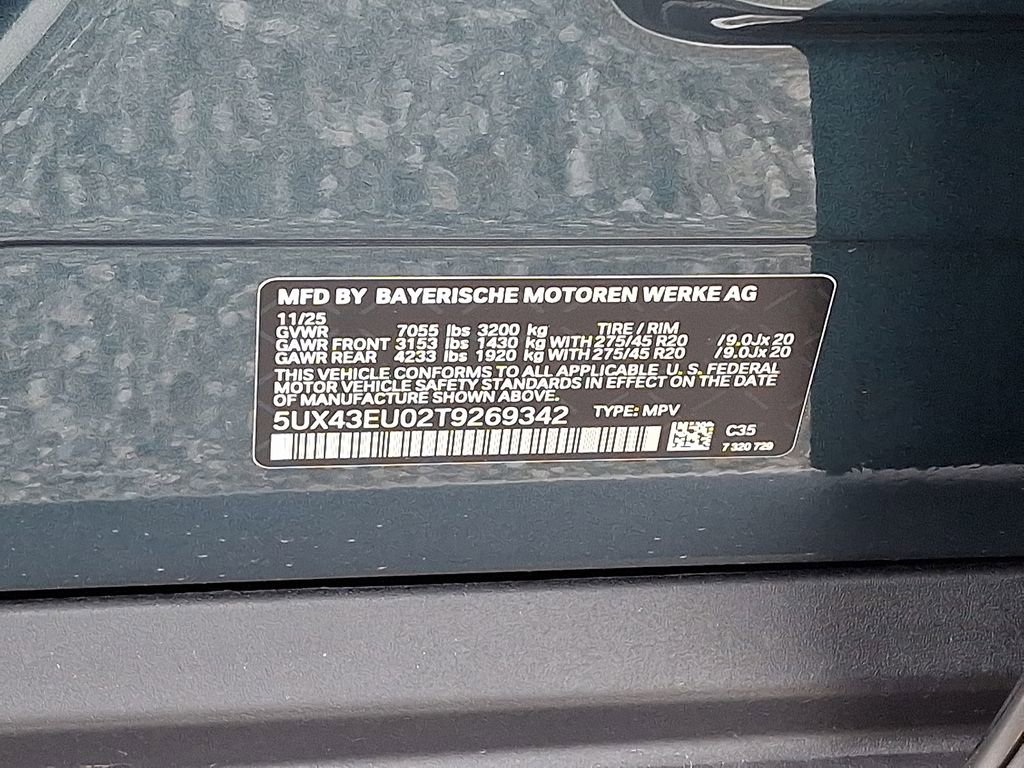 MFD BY BAYERISCHE MOTOREN WERKE AG
11/25
GVWR 7055 lbs 3200 kg TIRE / RIM
GAWR FRONT 3153 lbs 1430 kg WITH 275/45 R20 / 9.0Jx 20
GAWR REAR 4233 lbs 1920 kg WITH 275/45 R20 / 9.0Jx 20
THIS VEHICLE CONFORMS TO ALL APPLICABLE U. S. FEDERAL
MOTOR VEHICLE SAFETY STANDARDS IN EFFECT ON THE DATE
OF MANUFACTURE SHOWN ABOVE.
5UX43EU02T9269342 TYPE: MPV
C35
7 320 729